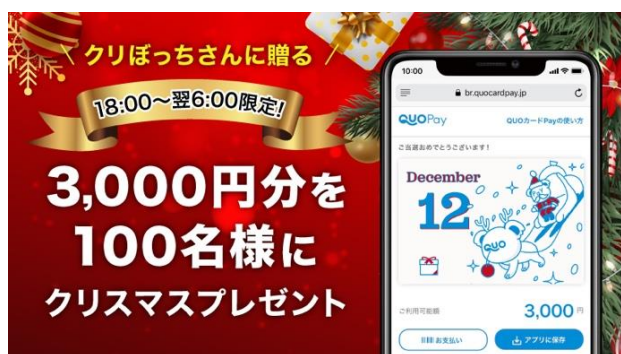 クリぼっちさんに贈る
18:00〜翌6:00限定!
3,000円分を
100名様に
クリスマスプレゼント
10:00
br.quocardpay.jp
QUOPay
QUOカードPayの使い方
ご当選おめでとうございます!
December
12
QUO
ご利用可能額
3,000円
お支払い
アプリに保存